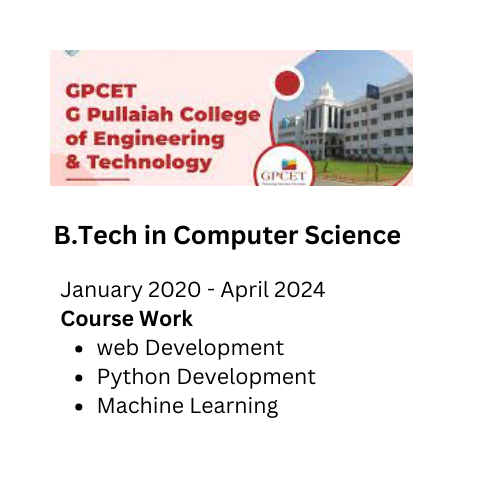 GPCET
G Pullaiah College
of Engineering
& Technology
GPCET
B.Tech in Computer Science
January 2020 - April 2024
Course Work
• web Development
• Python Development
• Machine Learning